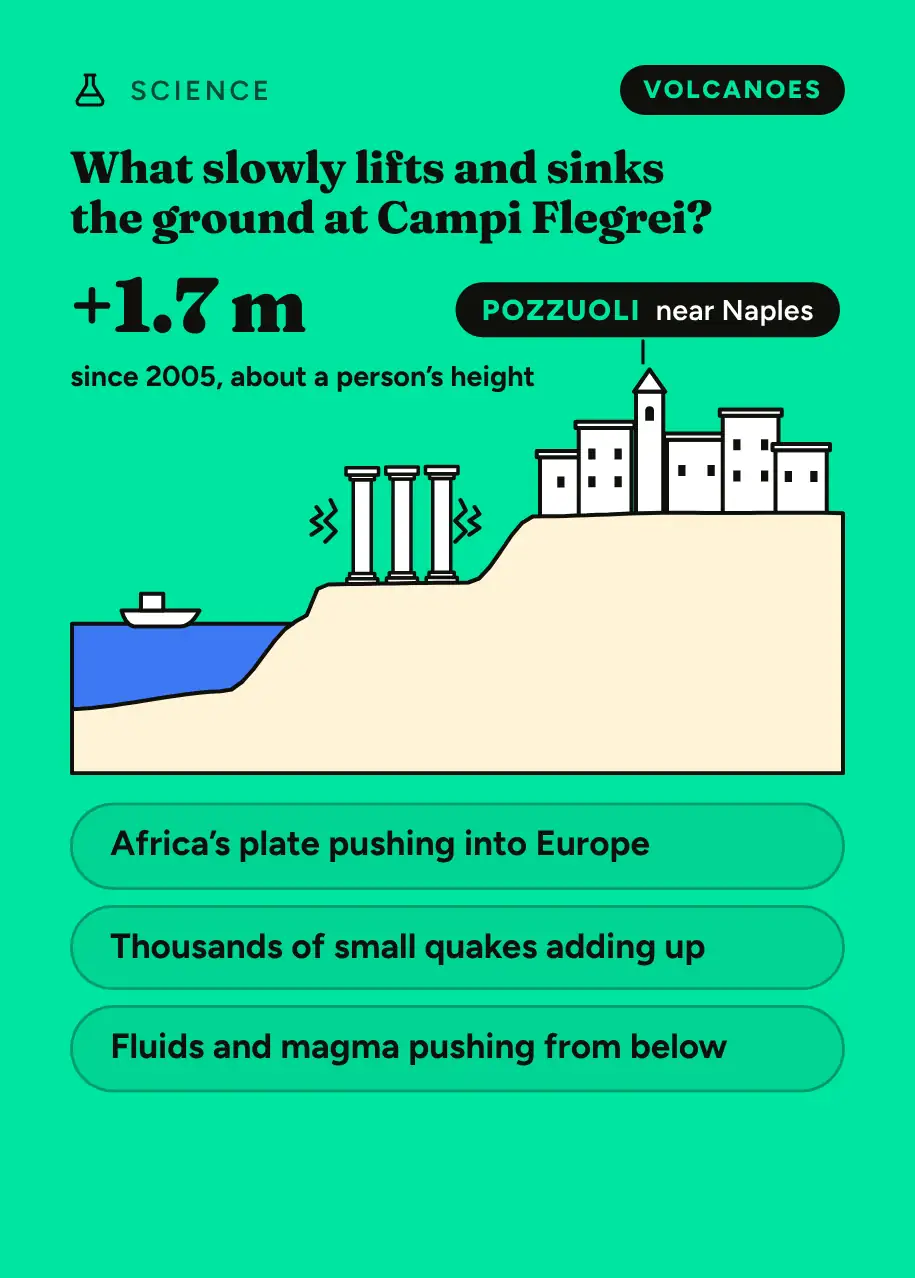 SCIENCE
VOLCANOES
What slowly lifts and sinks
the ground at Campi Flegrei?
+1.7 m
POZZUOLI near Naples
since 2005, about a person’s height
Africa’s plate pushing into Europe
Thousands of small quakes adding up
Fluids and magma pushing from below